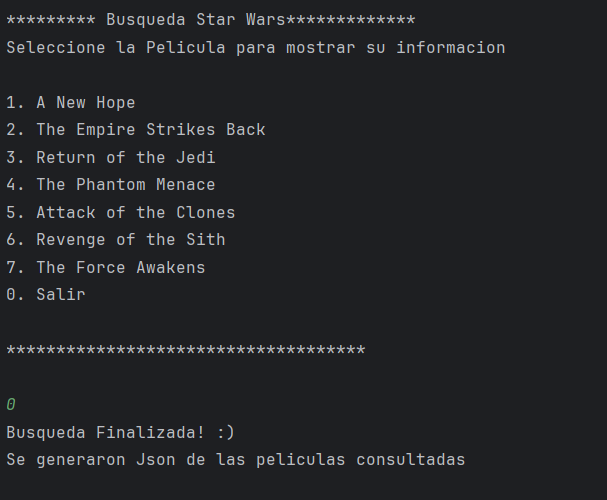 ********* Busqueda Star Wars*************
Seleccione la Pelicula para mostrar su informacion
1. A New Hope
2. The Empire Strikes Back
3. Return of the Jedi
4. The Phantom Menace
5. Attack of the Clones
6. Revenge of the Sith
7. The Force Awakens
0. Salir
************************************
0
Busqueda Finalizada! :)
Se generaron Json de las peliculas consultadas